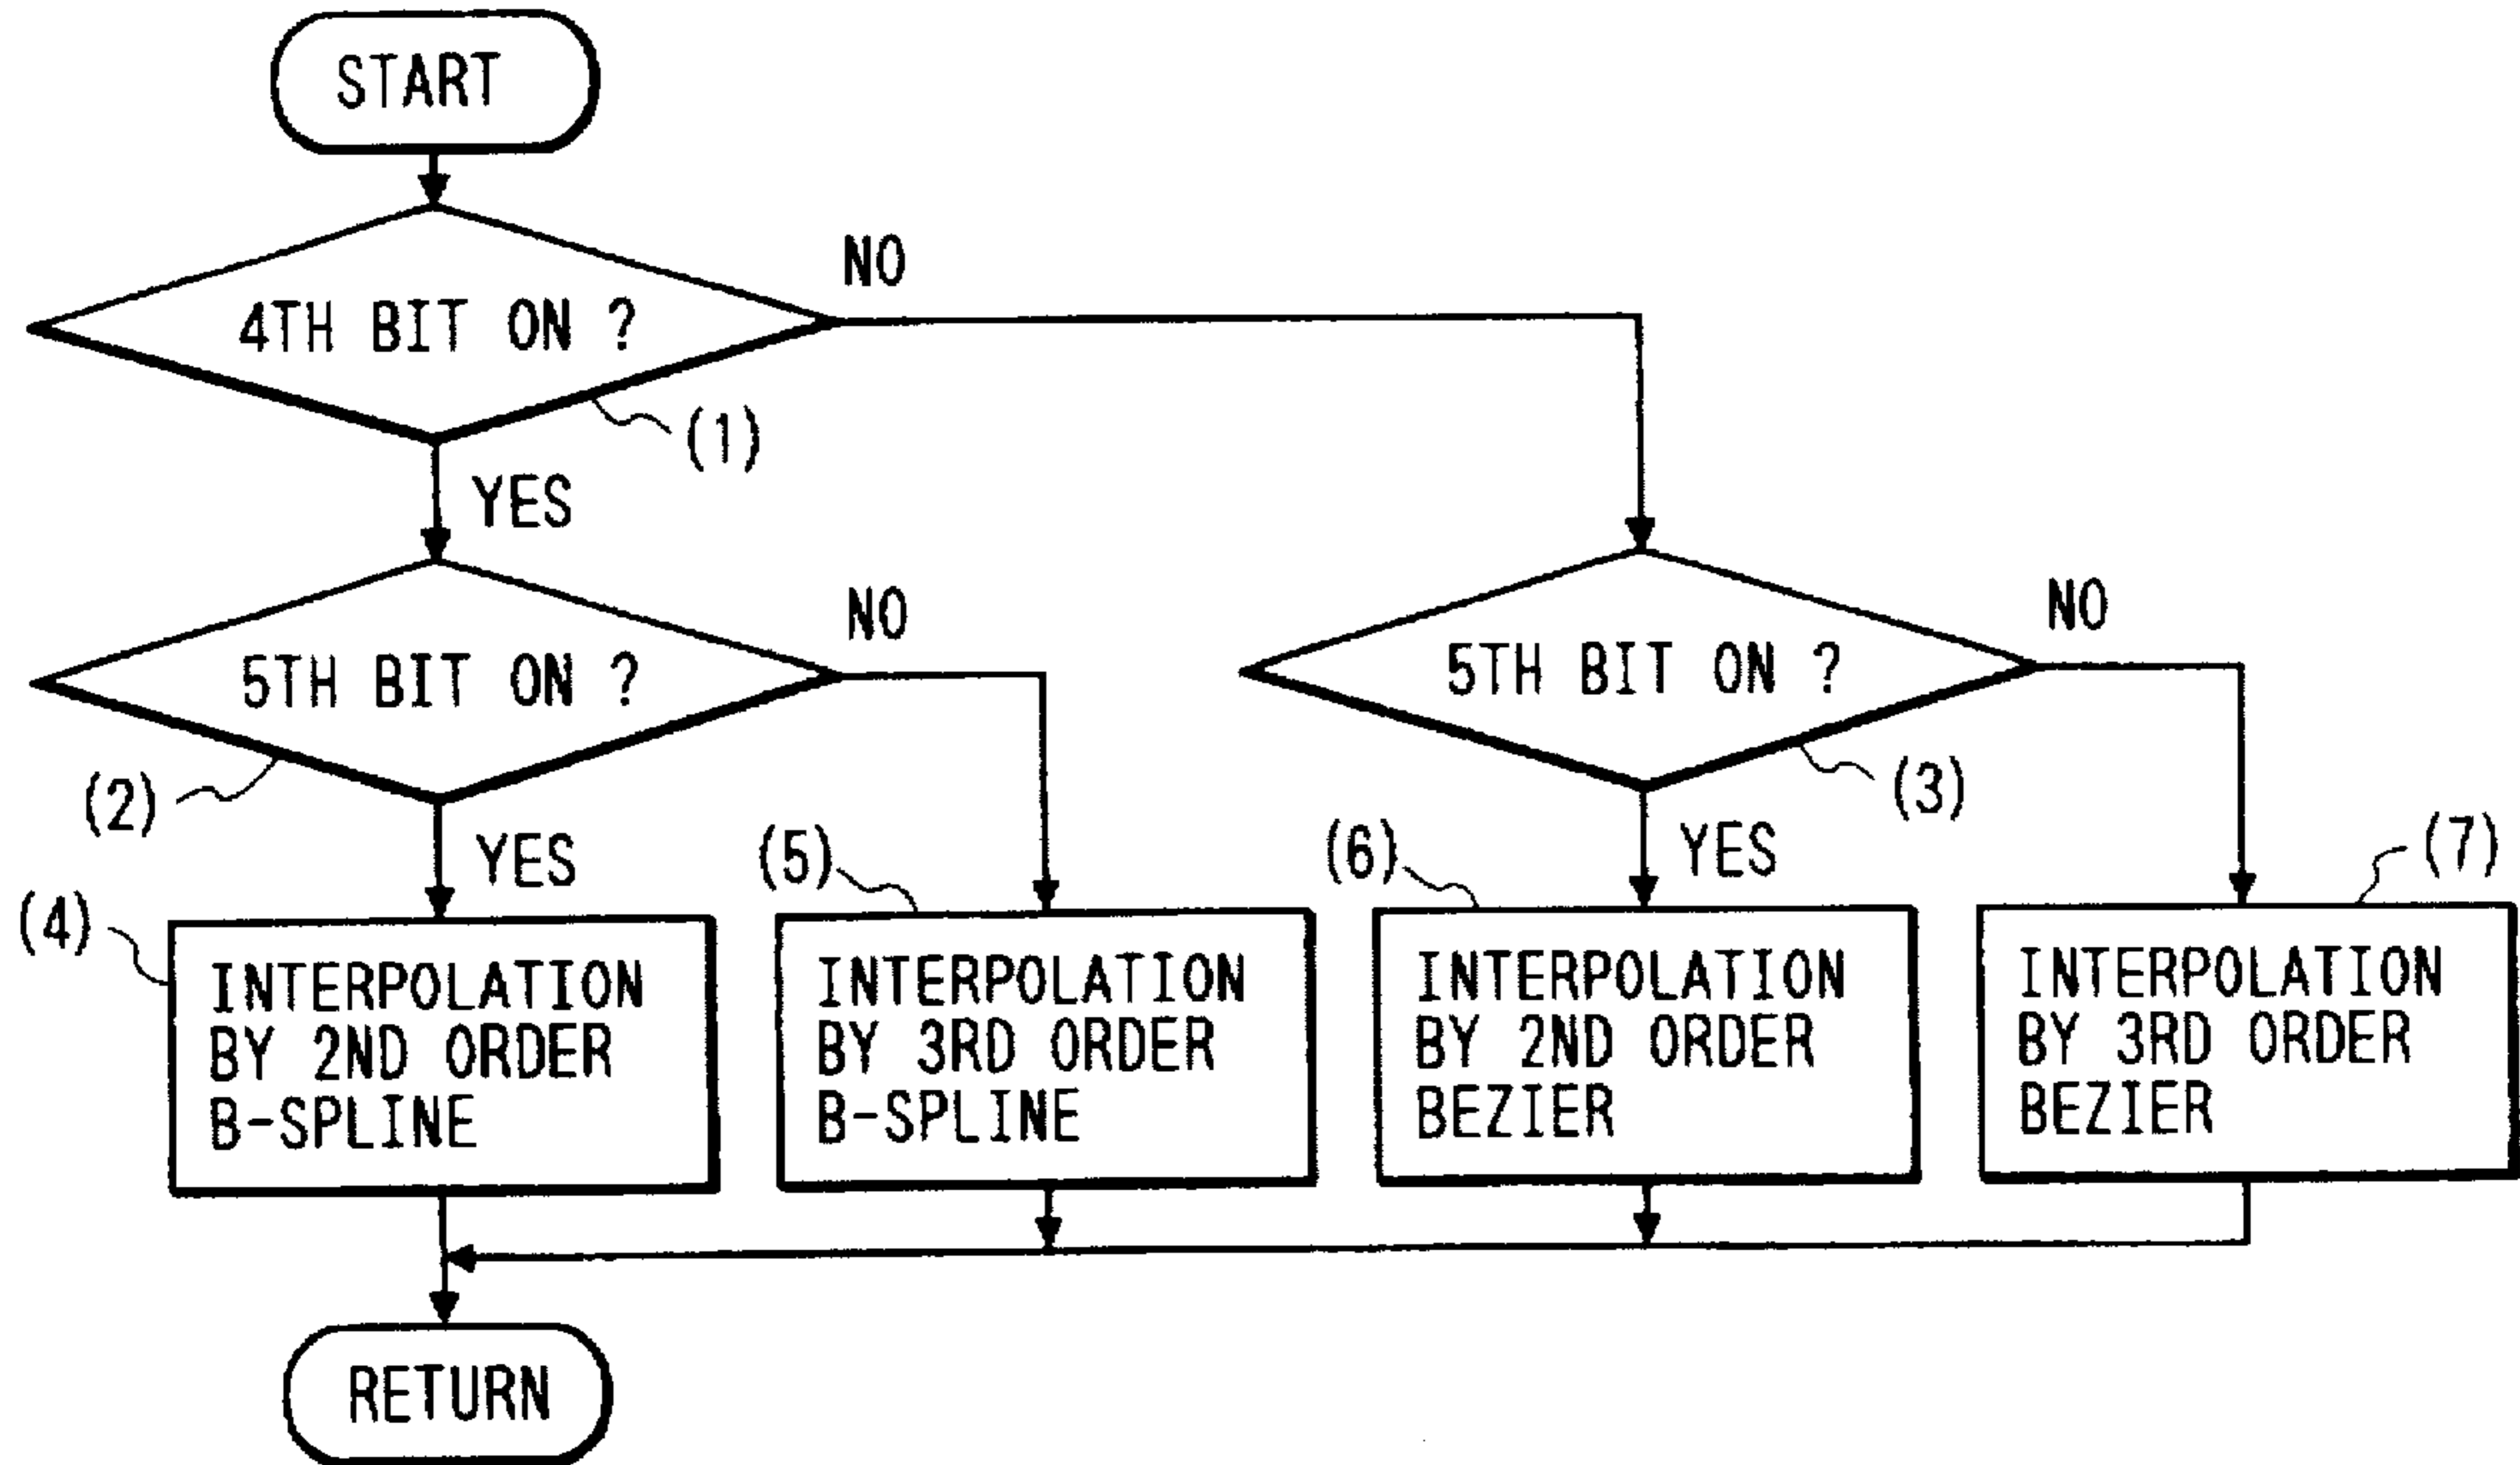 START
4TH BIT ON ?
NO
(1)
YES
5TH BIT ON ?
NO
(2)
YES
5TH BIT ON ?
NO
(3)
YES
(4)
INTERPOLATION
BY 2ND ORDER
B-SPLINE
(5)
INTERPOLATION
BY 3RD ORDER
B-SPLINE
(6)
INTERPOLATION
BY 2ND ORDER
BEZIER
(7)
INTERPOLATION
BY 3RD ORDER
BEZIER
RETURN